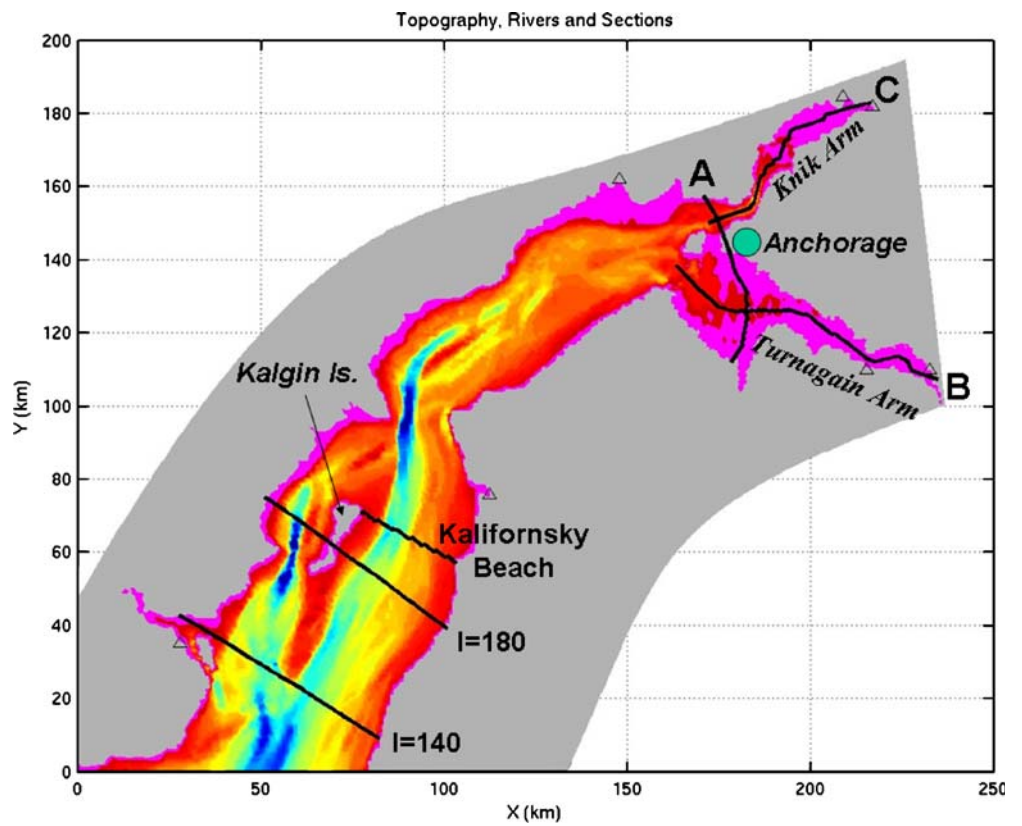 Topography, Rivers and Sections
200
180
160
140
120
100
80
60
40
20
0
Y (km)
C
Knik Arm
A
Anchorage
Kalgin Is.
Turnagain Arm
B
Kalifornsky
Beach
I=180
I=140
0
50
100
150
200
250
X (km)